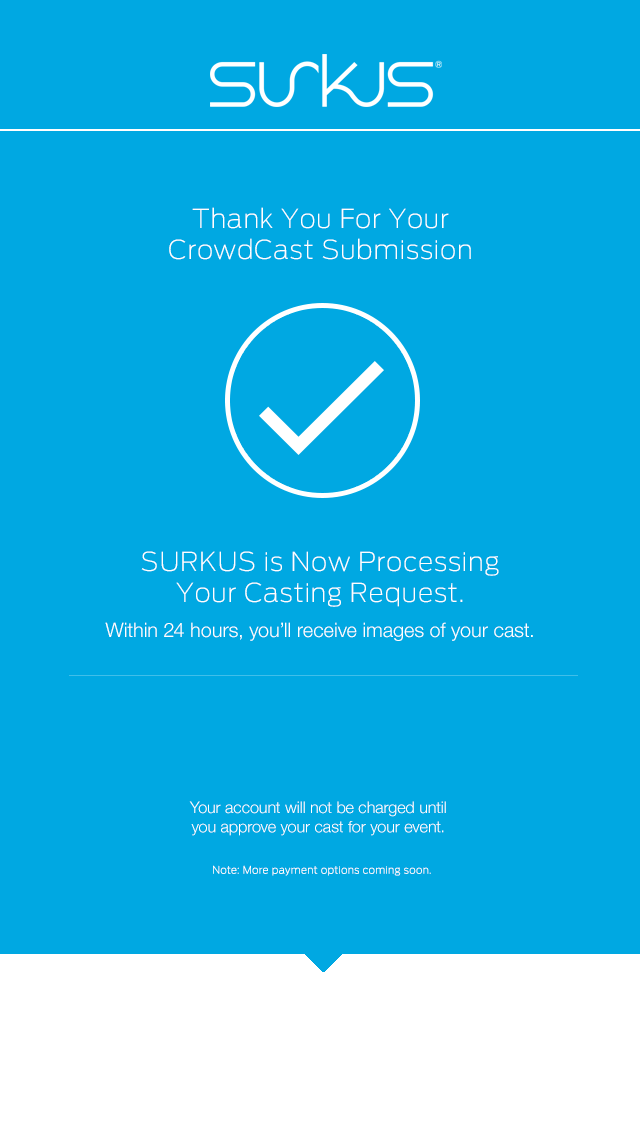 SURKUS®
Thank You For Your
CrowdCast Submission
SURKUS is Now Processing
Your Casting Request.
Within 24 hours, you’ll receive images of your cast.
Your account will not be charged until
you approve your cast for your event.
Note: More payment options coming soon.